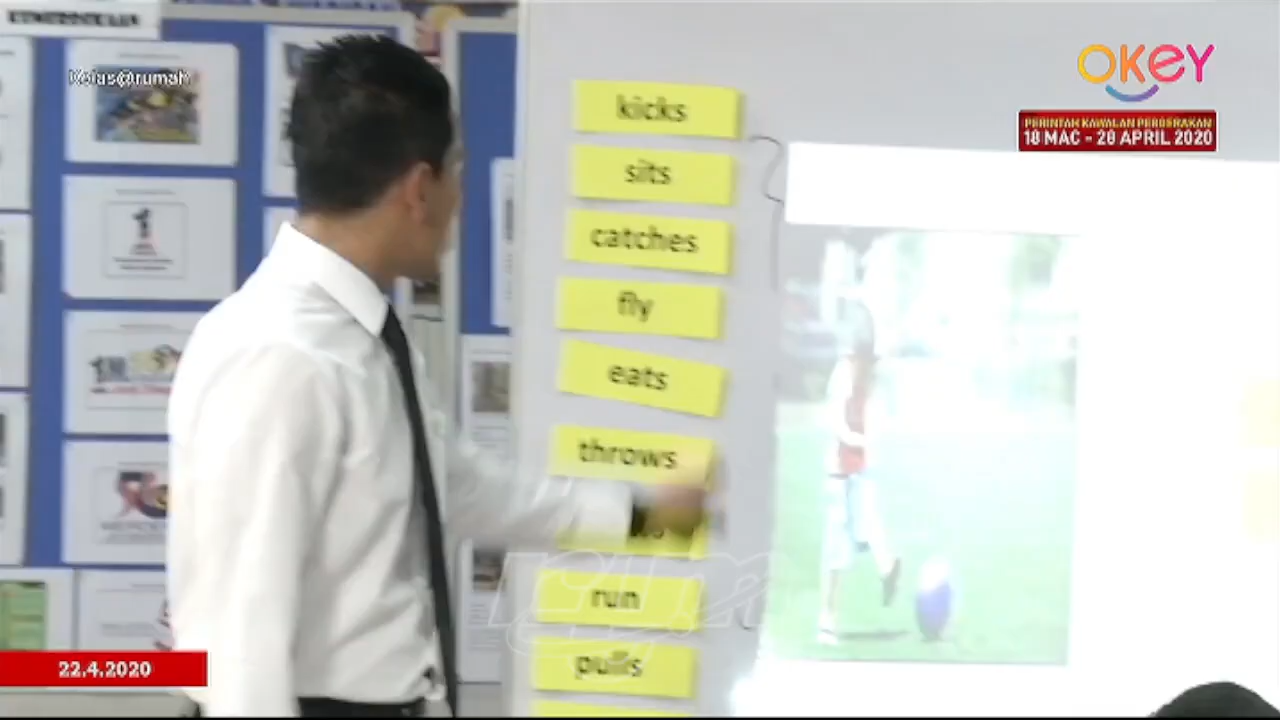 Kelas@rumah
OKEY
PERINTAH KAWALAN PERGERAKAN
18 MAC - 28 APRIL 2020
kicks
sits
catches
fly
eats
throws
run
pulls
22.4.2020